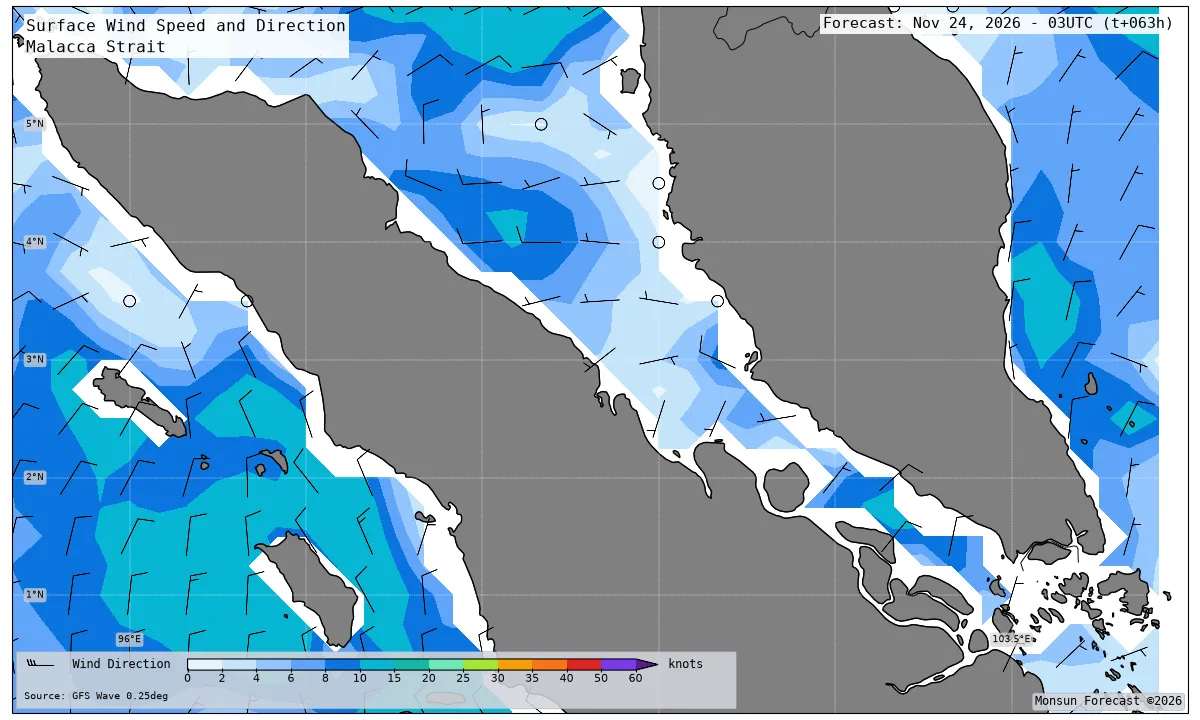 Surface Wind Speed and Direction
Malacca Strait
Forecast: Nov 24, 2026 - 03UTC (t+063h)
5°N
4°N
3°N
2°N
1°N
96°E
103.5°E
Wind Direction
knots
0 2 4 6 8 10 15 20 25 30 35 40 50 60
Source: GFS Wave 0.25deg
Monsun Forecast ©2026